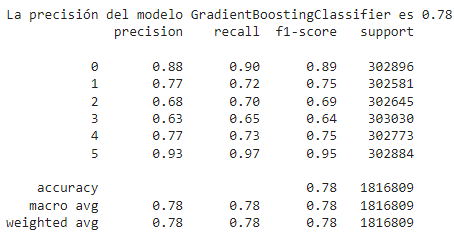 La precisión del modelo GradientBoostingClassifier es 0.78
precision recall f1-score support
0 0.88 0.90 0.89 302896
1 0.77 0.72 0.75 302581
2 0.68 0.70 0.69 302645
3 0.63 0.65 0.64 303030
4 0.77 0.73 0.75 302773
5 0.93 0.97 0.95 302884
accuracy 0.78 1816809
macro avg 0.78 0.78 0.78 1816809
weighted avg 0.78 0.78 0.78 1816809